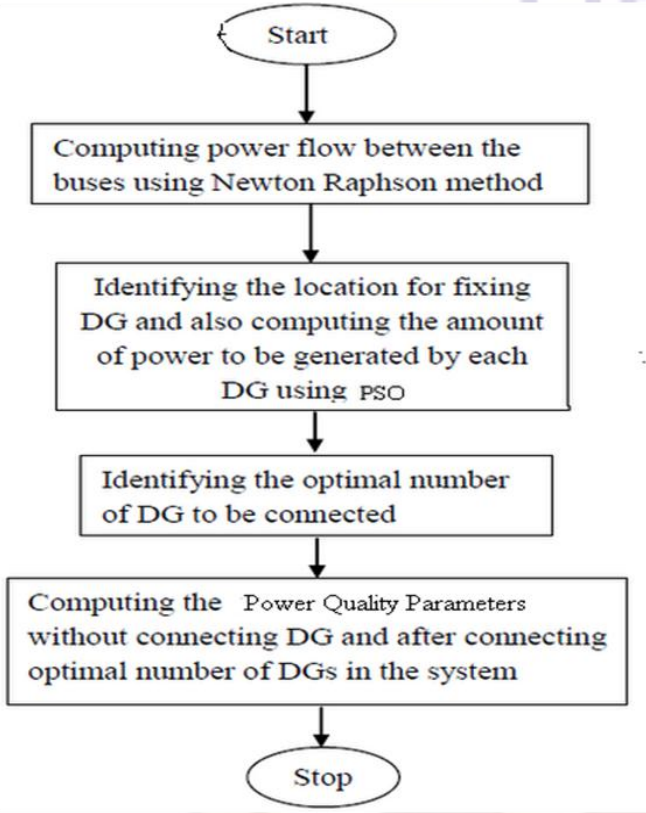 Start
Computing power flow between the
buses using Newton Raphson method
Identifying the location for fixing
DG and also computing the amount
of power to be generated by each
DG using PSO
Identifying the optimal number
of DG to be connected
Computing the Power Quality Parameters
without connecting DG and after connecting
optimal number of DGs in the system
Stop